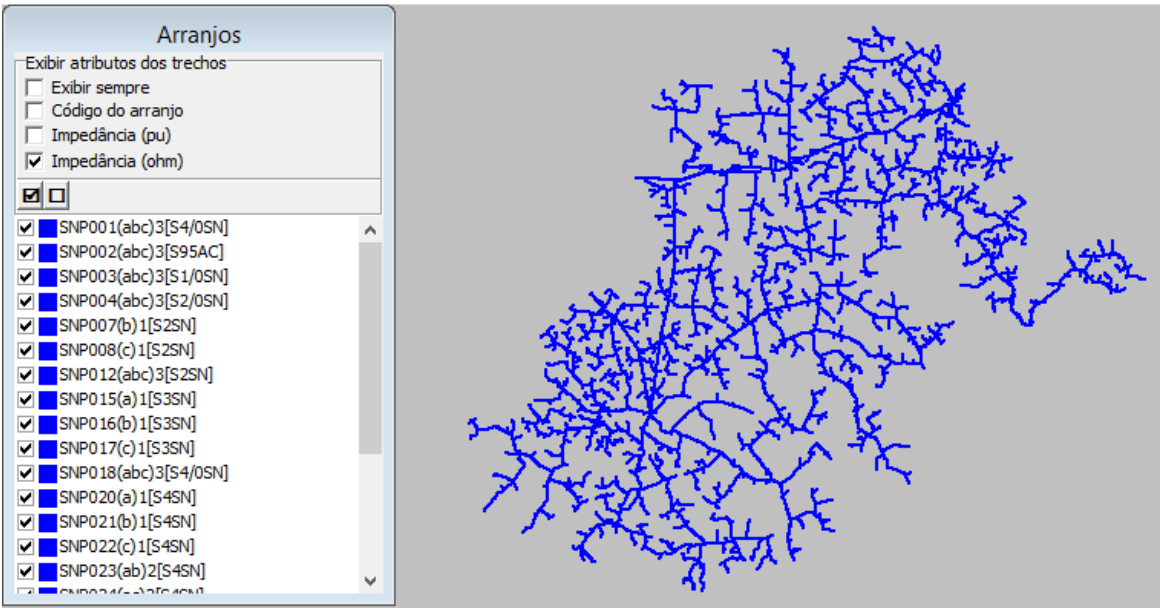 Arranjos
Exibir atributos dos trechos
Exibir sempre
Código do arranjo
Impedância (pu)
Impedância (ohm)
SNP001(abc)3[S4/0SN]
SNP002(abc)3[S95AC]
SNP003(abc)3[S1/0SN]
SNP004(abc)3[S2/0SN]
SNP007(b)1[S2SN]
SNP008(c)1[S2SN]
SNP012(abc)3[S2SN]
SNP015(a)1[S3SN]
SNP016(b)1[S3SN]
SNP017(c)1[S3SN]
SNP018(abc)3[S4/0SN]
SNP020(a)1[S4SN]
SNP021(b)1[S4SN]
SNP022(c)1[S4SN]
SNP023(ab)2[S4SN]